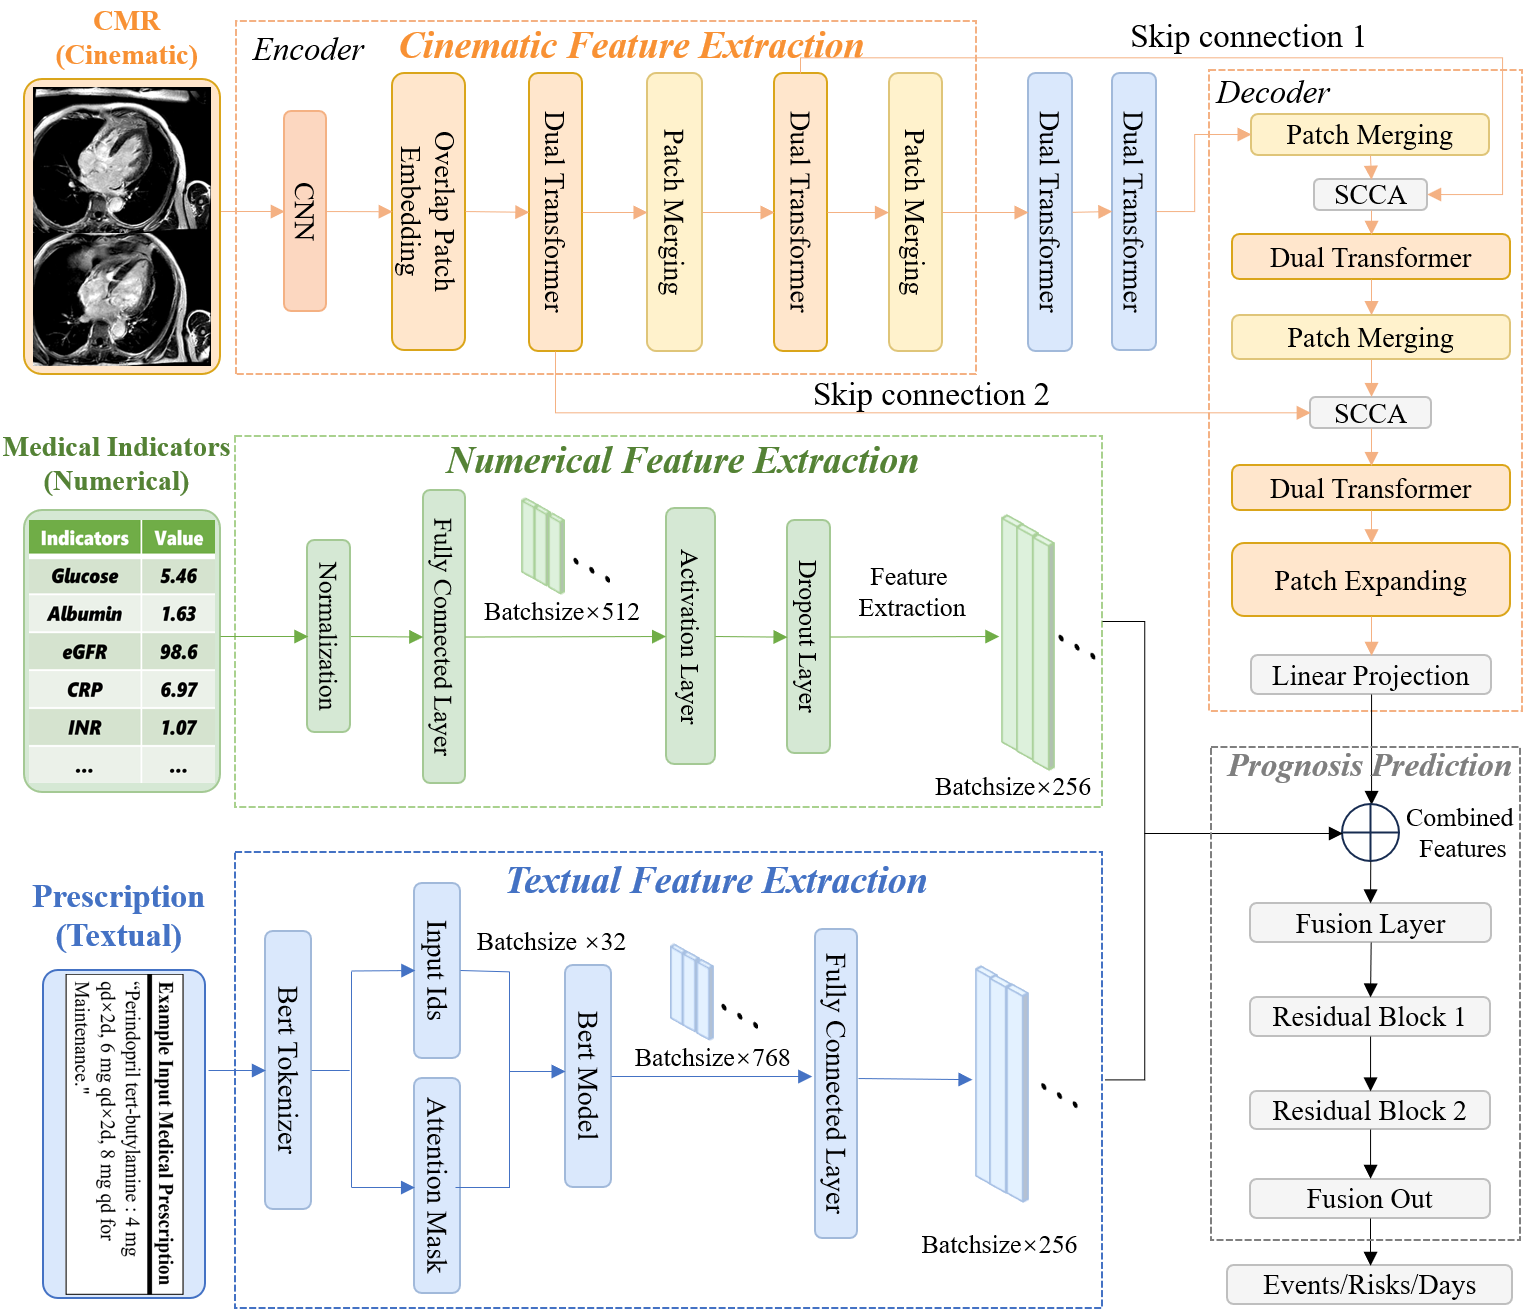 CMR
(Cinematic)
Encoder
Cinematic Feature Extraction
Skip connection 1
CNN
Overlap Patch
Embedding
Dual Transformer
Patch Merging
Dual Transformer
Patch Merging
Dual Transformer
Dual Transformer
Skip connection 2
Decoder
Patch Merging
SCCA
Dual Transformer
Patch Merging
SCCA
Dual Transformer
Patch Expanding
Linear Projection
Medical Indicators
(Numerical)
Indicators Value
Glucose 5.46
Albumin 1.63
eGFR 98.6
CRP 6.97
INR 1.07
... ...
Numerical Feature Extraction
Normalization
Fully Connected Layer
Batchsize×512
Activation Layer
Dropout Layer
Feature
Extraction
Batchsize×256
Prescription
(Textual)
Example Input Medical Prescription
“Perindopril tert-butylamine : 4 mg
qd×2d, 6 mg qd×2d, 8 mg qd for
Maintenance."
Textual Feature Extraction
Bert Tokenizer
Input Ids
Attention Mask
Batchsize ×32
Bert Model
Batchsize×768
Fully Connected Layer
Batchsize×256
Prognosis Prediction
Combined
Features
Fusion Layer
Residual Block 1
Residual Block 2
Fusion Out
Events/Risks/Days